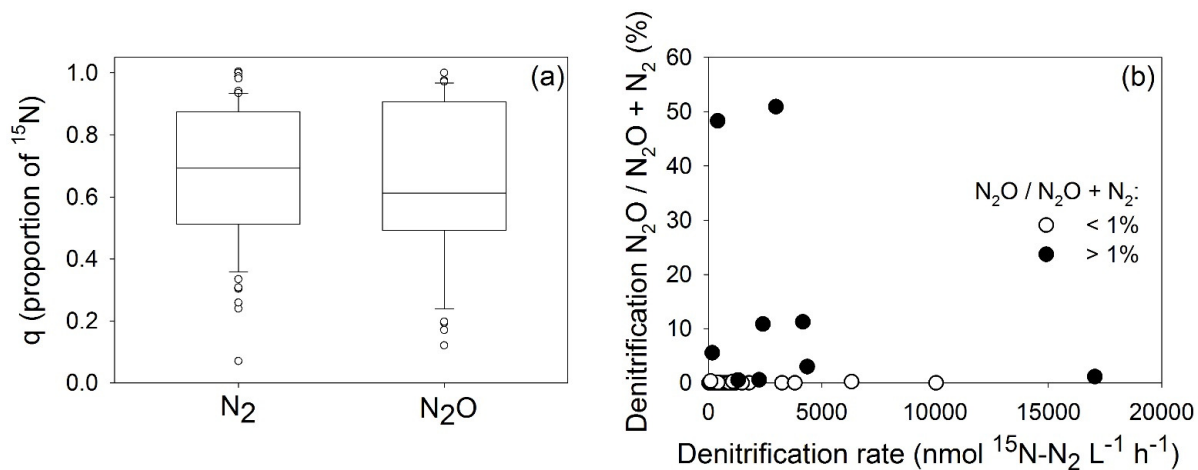 (a)
q (proportion of ¹⁵N)
1.0
0.8
0.6
0.4
0.2
0.0
N₂
N₂O
(b)
Denitrification N₂O / N₂O + N₂ (%)
60
50
40
30
20
10
0
N₂O / N₂O + N₂:
< 1%
> 1%
0 5000 10000 15000 20000
Denitrification rate (nmol ¹⁵N-N₂ L⁻¹ h⁻¹)